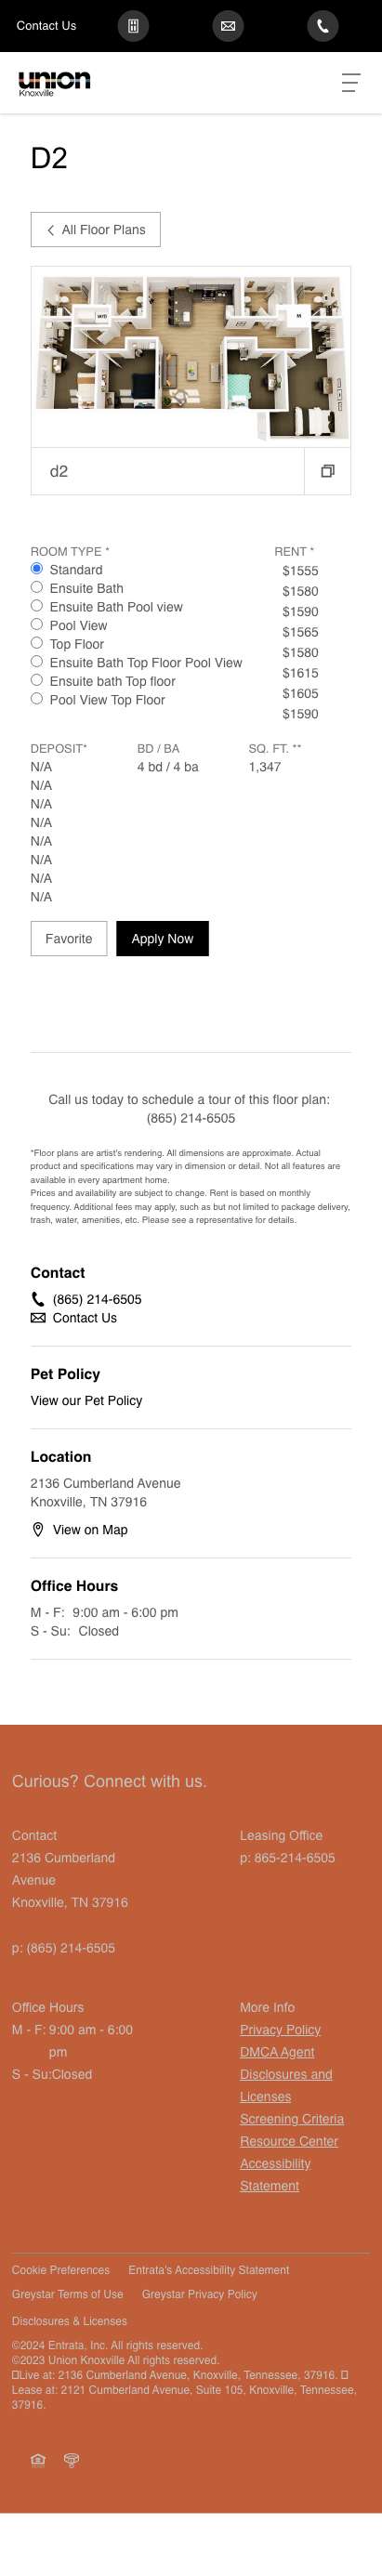 Contact Us
union
Knoxville
D2
All Floor Plans
W/D
d2
ROOM TYPE * RENT *
Standard $1555
Ensuite Bath $1580
Ensuite Bath Pool view $1590
Pool View $1565
Top Floor $1580
Ensuite Bath Top Floor Pool View $1615
Ensuite bath Top floor $1605
Pool View Top Floor $1590
DEPOSIT* BD / BA SQ. FT. **
N/A 4 bd / 4 ba 1,347
N/A
N/A
N/A
N/A
N/A
N/A
N/A
Favorite Apply Now
Call us today to schedule a tour of this floor plan:
(865) 214-6505
*Floor plans are artist's rendering. All dimensions are approximate. Actual
product and specifications may vary in dimension or detail. Not all features are
available in every apartment home.
Prices and availability are subject to change. Rent is based on monthly
frequency. Additional fees may apply, such as but not limited to package delivery,
trash, water, amenities, etc. Please see a representative for details.
Contact
(865) 214-6505
Contact Us
Pet Policy
View our Pet Policy
Location
2136 Cumberland Avenue
Knoxville, TN 37916
View on Map
Office Hours
M - F: 9:00 am - 6:00 pm
S - Su: Closed
Curious? Connect with us.
Contact
2136 Cumberland
Avenue
Knoxville, TN 37916
p: (865) 214-6505
Leasing Office
p: 865-214-6505
Office Hours
M - F: 9:00 am - 6:00
pm
S - Su:Closed
More Info
Privacy Policy
DMCA Agent
Disclosures and
Licenses
Screening Criteria
Resource Center
Accessibility
Statement
Cookie Preferences Entrata's Accessibility Statement
Greystar Terms of Use Greystar Privacy Policy
Disclosures & Licenses
©2024 Entrata, Inc. All rights reserved.
©2023 Union Knoxville All rights reserved.
Live at: 2136 Cumberland Avenue, Knoxville, Tennessee, 37916.
Lease at: 2121 Cumberland Avenue, Suite 105, Knoxville, Tennessee,
37916.